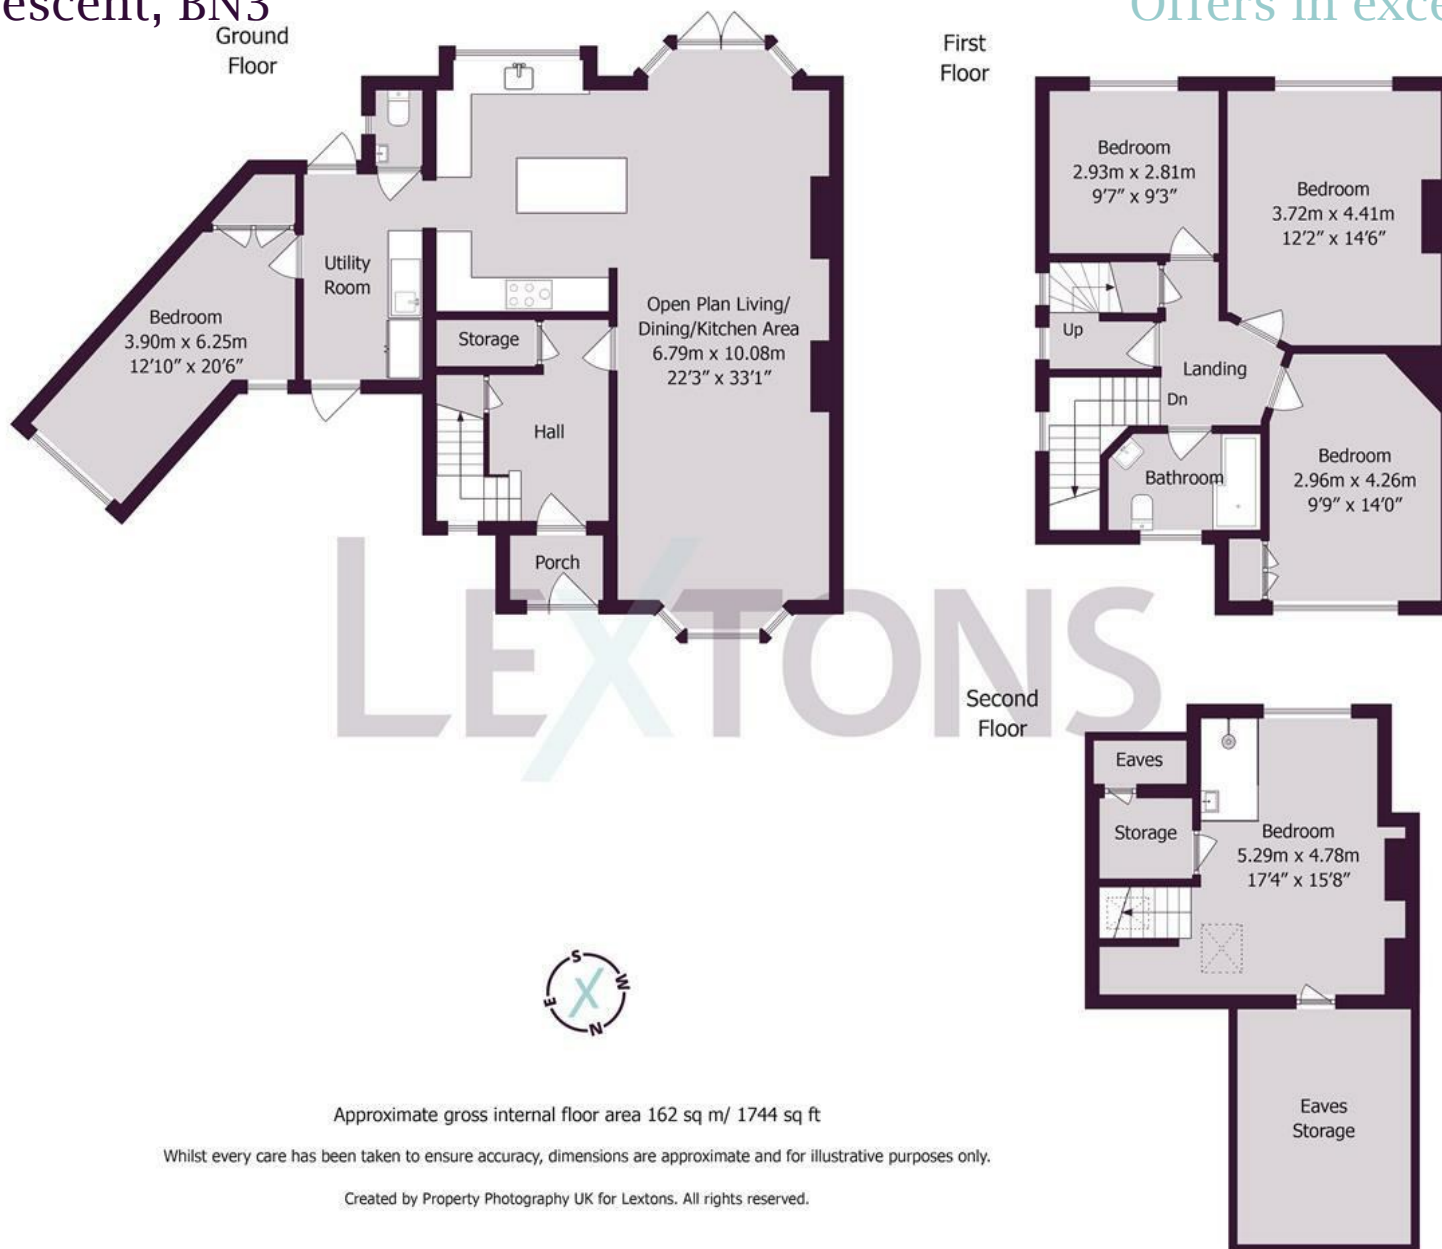 escent, BN3
Offers in exce
Ground
Floor
First
Floor
Utility
Room
Bedroom
3.90m x 6.25m
12'10" x 20'6"
Storage
Hall
Porch
Open Plan Living/
Dining/Kitchen Area
6.79m x 10.08m
22'3" x 33'1"
Bedroom
2.93m x 2.81m
9'7" x 9'3"
Bedroom
3.72m x 4.41m
12'2" x 14'6"
Up
Landing
Dn
Bathroom
Bedroom
2.96m x 4.26m
9'9" x 14'0"
LEXTONS
Second
Floor
Eaves
Storage
Bedroom
5.29m x 4.78m
17'4" x 15'8"
Eaves
Storage
S
W
E
N
Approximate gross internal floor area 162 sq m/ 1744 sq ft
Whilst every care has been taken to ensure accuracy, dimensions are approximate and for illustrative purposes only.
Created by Property Photography UK for Lextons. All rights reserved.